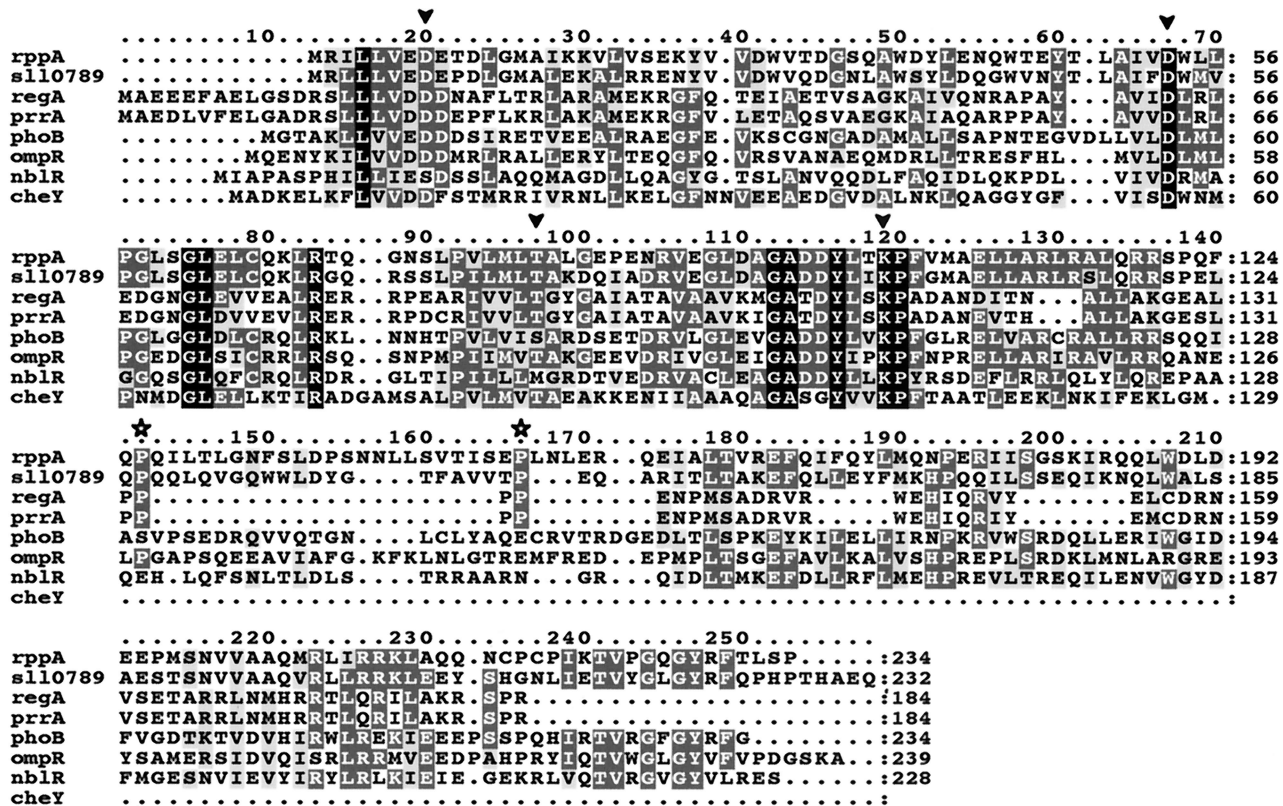 ........10........20........30........40........50........60........70
rppA ............MRILLVEDETDLGMAIKKVLVSEKYV.VDWVTDGSQAWDYLENQWTEYT.LAIVDWLL: 56
sll0789 ............MRLLLVEDEPDLGMALEKALRRENYV.VDWVQDGNLAWSYLDQGWVNYT.LAIFDWMV: 56
regA MAEEEFAELGSDRSLLLVDDDNAFLTRLARAMEKRGFQ.TEIAETVSAGKAIVQNRAPAY...AVIDLRL: 66
prrA MAEDLVFELGADRSLLLVDDDEPFLKRLAKAMEKRGFV.LETAQSVAEGKAIAQARPPAY...AVVDLRL: 66
phoB .........MGTAKLLVVEDDDSIRETVEEALRAEGFE.VKSCGNGADAMALLSAPNTEGVDLLVLDLML: 60
ompR ........MQENYKILVVDDDMRLRALLERYLTEQGFQ.VRSVANAEQMDRLLTRESFHL...MVLDLML: 58
nblR ......MIAPASPHILLIESDSSLAQQMAGDLLQAGYG.TSLANVQQDLFAQIDLQKPDL...VIVDRMA: 60
cheY .......MADKELKFLVVDDFSTMRRIVRNLLKELGFNNVEEAEDGVDALNKLQAGGYGF...VISDWNM: 60
........80........90........100.......110.......120.......130.......140
rppA PGLSGLELCQKLRTQ..GNSSLPVLMLTALGEPENRVEGLDAGADDYLTKPFVMAELLARLRALQRRSPQF:124
sll0789 PGLSGLELCQKLRTQ..RSSLPILMLTAKDQIADRVEGLDAGADDYLIKPFGMAELLARLRSLQRRSPEL:124
regA EDGNGLEVVEALRER..RPEARIVVLTGYGAIATAVAAVKMGATDYLSKPADANDITN...ALLAKGEAL:131
prrA EDGNGLDVVEVLRER..RPDCRIVVLTGYGAIATAVAAVKIGATDYLSKPADANEVTH...ALLAKGESL:131
phoB PGLGGLDLCRQLRKL..NNHTPVLVISARDSETDRVLGLEVGADDYLTKPFGLRELVARCRALLRRSQQI:128
ompR PGEDGLSICRRLRSQ..SNPMPIIMVTAKGEEVDRIVGLEIGADDYIPKPFNPRELLARIRAVLRRQANE:126
nblR GGQSGLQFCRQLRDR..GLTIPILLLMGRDTVEDRVACLEAGADDYLLKPYRSDEFLRRLQLYLQREPAA:128
cheY PNMDGLELLKTIRADGAMSALPVLMVTAEAKKENIIAAAQAGASGYVVKPFTAATLEEKLNKIFEKLGM.:129
........150.......160.......170.......180.......190.......200.......210
rppA QPQILTLGNFSLDPSNNLLSVTISEPLNLER..QEIALTVREFQIFQYLMQNPERIISGSKIRQQLWDLD:192
sll0789 QPQQLQVGQWWLDYG....TFAVVTP...EQ..ARITLTAKEFQLLEYFMKHPQQILSSEQIKNQLWALS:185
regA PP.......................PP........ENPMSADRVR.....WEHIQRVY.......ELCDRN:159
prrA PP.......................PP........ENPMSADRVR.....WEHIQRIY.......EMCDRN:159
phoB ASVPSEDRQVVQTGN....LCLYAQECRVTRDGEDLTLSPKEYKILELLIRNPKRVWSRDQLLERIWGID:194
ompR LPGAPSQEEAVIAFG.KFKLNLGTREMFRED..EPMPLTSGEFAVLKALVSHPREPLSRDKLMNLARGRE:193
nblR QEH.LQFSNLTLDLS....TRRAARN...GR...QIDLTMKEFDLLRFLMEHPREVLTREQILENVWGYD:187
cheY ......................................................................:
........220.......230.......240.......250........
rppA EEPMSNVVAAQMRLIRRKLAQQ.NCPCPIKTVPGQGYRFTLSP.....:234
sll0789 AESTSNVVAAQVRLLRRKLEEY.SHGNLIETVYGLGYRFQPHPTHAEQ:232
regA VSETARRLNMHRRTLQRILAKR.SPR......................:184
prrA VSETARRLNMHRRTLQRILAKR.SPR......................:184
phoB FVGDTKTVDVHIRWLREKIEEEPSSPQHIRTVRGFGYRFG........:234
ompR YSAMERSIDVQISRLRRMVEEDPAHPRYIQTVWGLGYVFVPDGSKA..:239
nblR FMGESNVIEVYIRYLRLKIEIE.GEKRLVQTVRGVGYVLRES......:228
cheY ................................................: